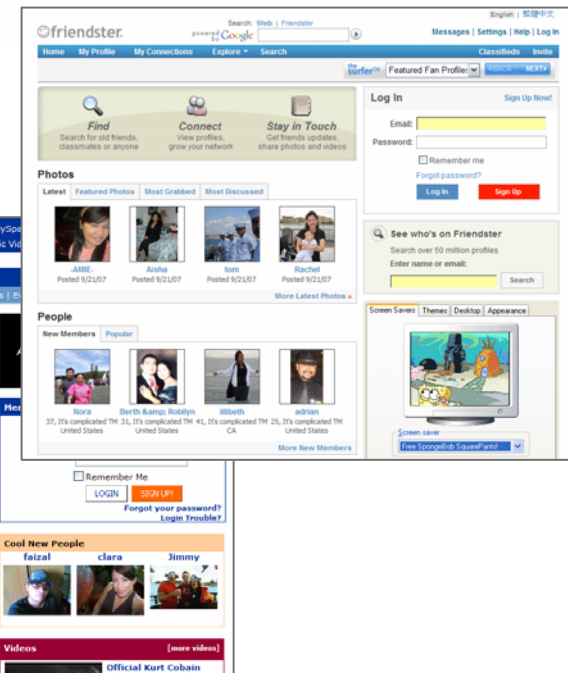 English | 繁體中文
friendster
Search: Web | Friendster
powered by Google
Messages | Settings | Help | Log In
Home My Profile My Connections Explore Search Classifieds Invite
the surfer™ Featured Fan Profile: NEXT
Find
Search for old friends,
classmates or anyone
Connect
View profiles,
grow your network
Stay in Touch
Get friends updates,
share photos and videos
Photos
Latest Featured Photos Most Grabbed Most Discussed
-AMIE-
Posted 9/21/07
Aisha
Posted 9/21/07
tom
Posted 9/21/07
Rachel
Posted 9/21/07
More Latest Photos »
People
New Members Popular
Nora
37, It's complicated TM
United States
Berth &amp; Robilyn
31, It's complicated TM
United States
lilibeth
41, It's complicated TM
CA
adrian
25, It's complicated TM
United States
More New Members
Log In Sign Up Now!
Email:
Password:
Remember me
Forgot password?
Log In Sign Up
See who's on Friendster
Search over 50 million profiles
Enter name or email:
Search
Screen Savers Themes Desktop Appearance
Screen saver
Free SpongeBob SquarePants!
Remember Me
LOGIN SIGN UP!
Forgot your password?
Login Trouble?
Cool New People
faizal clara Jimmy
Videos [more videos]
Official Kurt Cobain